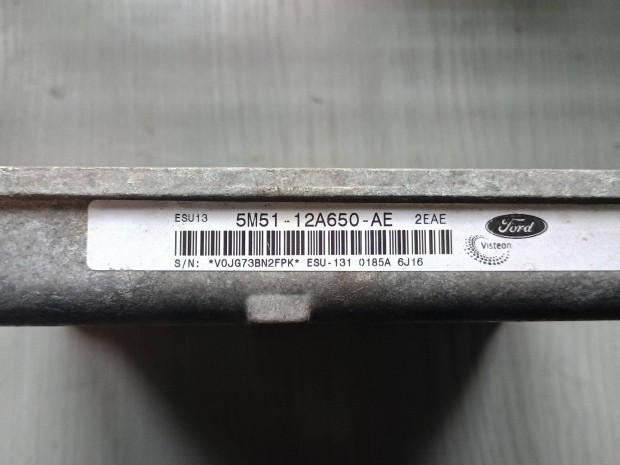 ESU13 5M51-12A650-AE 2EAE
Ford
Visteon
S/N: *V0JG73BN2FPK* ESU-131 0185A 6J16